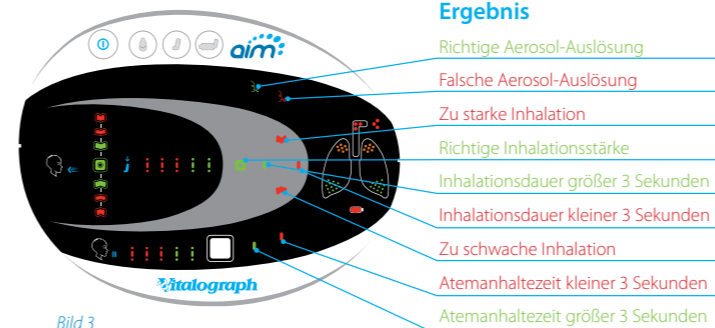 Ergebnis
aim
Richtige Aerosol-Auslösung
Falsche Aerosol-Auslösung
Zu starke Inhalation
Richtige Inhalationsstärke
Inhalationsdauer größer 3 Sekunden
Inhalationsdauer kleiner 3 Sekunden
Zu schwache Inhalation
Atemanhaltezeit kleiner 3 Sekunden
Atemanhaltezeit größer 3 Sekunden
Vitalograph
Bild 3